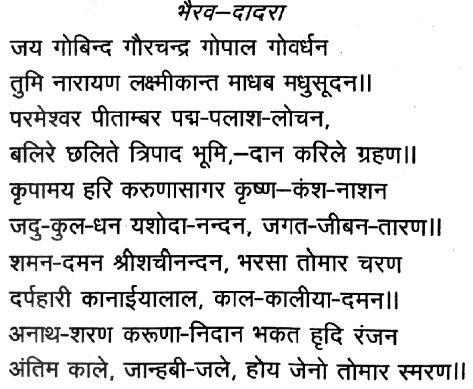 भैरव–दादरा
जय गोबिन्द गौरचन्द्र गोपाल गोवर्धन
तुमि नारायण लक्ष्मीकान्त माधब मधुसूदन॥
परमेश्वर पीताम्बर पद्म-पलाश-लोचन,
बलिरे छलिते त्रिपाद भूमि,–दान करिले ग्रहण॥
कृपामय हरि करुणासागर कृष्ण–कंश-नाशन
जदु-कुल-धन यशोदा-नन्दन, जगत-जीबन-तारण॥
शमन-दमन श्रीशचीनन्दन, भरसा तोमार चरण
दर्पहारी कानाईयालाल, काल-कालीया-दमन॥
अनाथ-शरण करूणा-निदान भकत हृदि रंजन
अंतिम काले, जान्हबी-जले, होय जेनो तोमार स्मरण॥